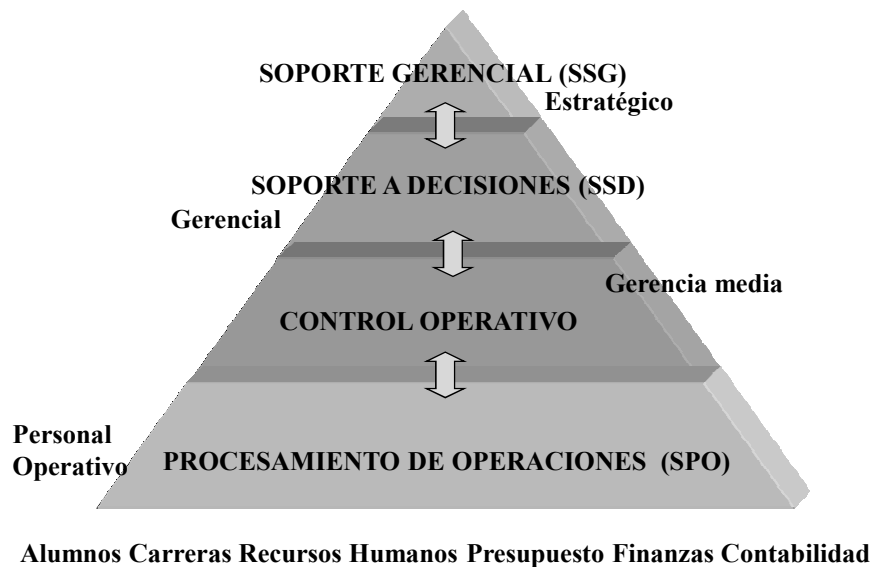 SOPORTE GERENCIAL (SSG)
Estratégico
SOPORTE A DECISIONES (SSD)
Gerencial
Gerencia media
CONTROL OPERATIVO
Personal
Operativo
PROCESAMIENTO DE OPERACIONES (SPO)
Alumnos Carreras Recursos Humanos Presupuesto Finanzas Contabilidad